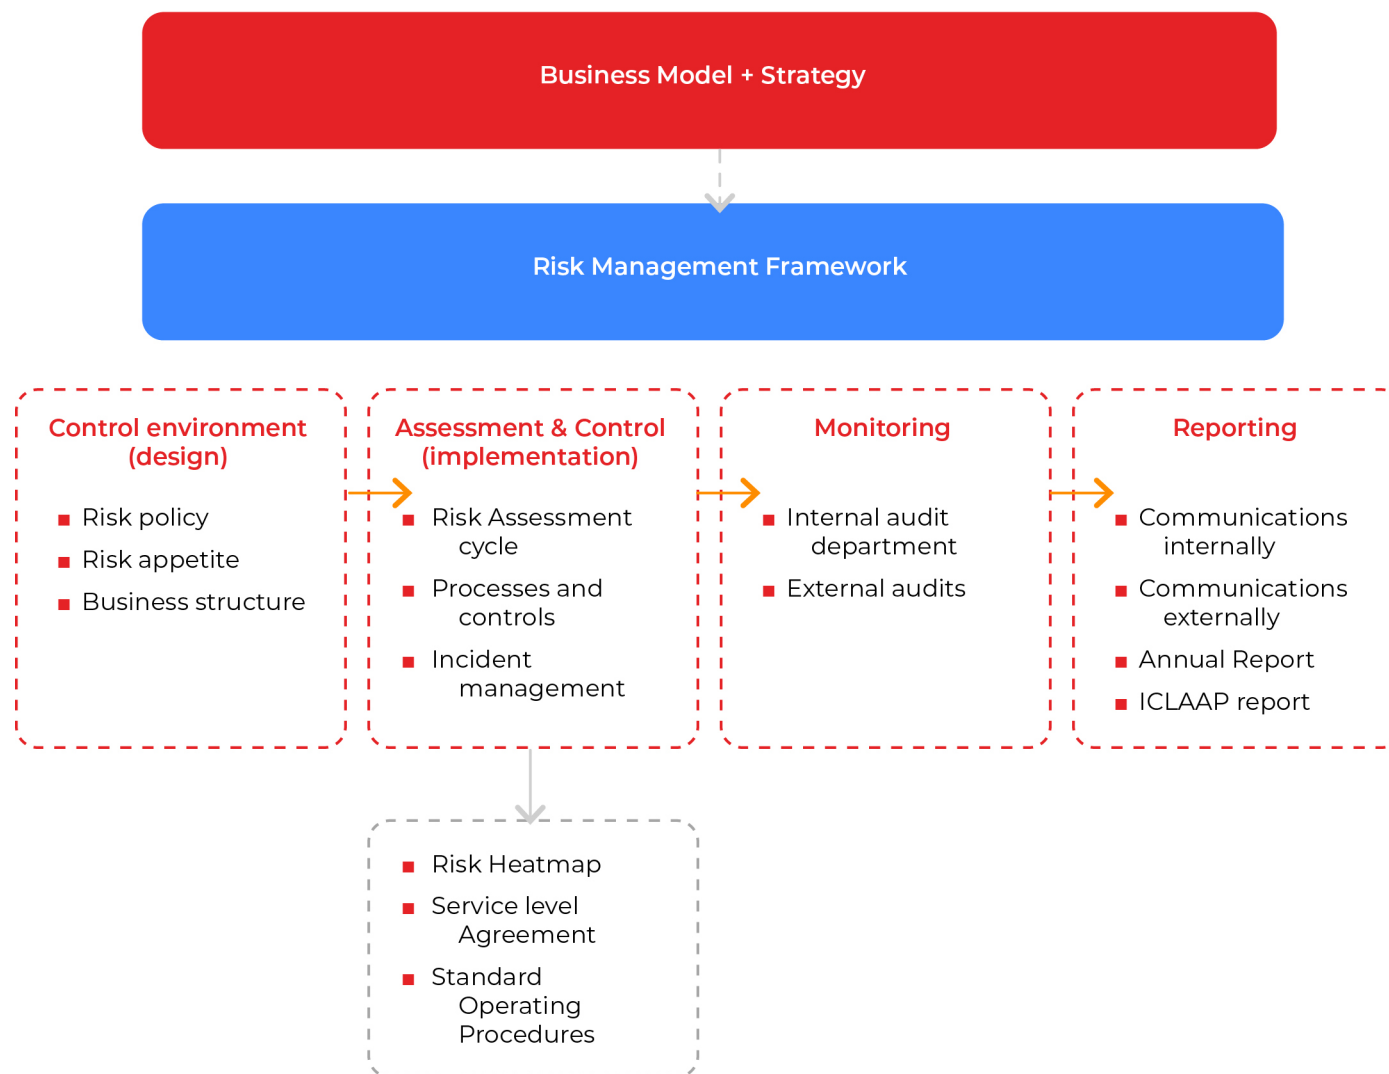 Business Model + Strategy
Risk Management Framework
Control environment
(design)
Risk policy
Risk appetite
Business structure
Assessment & Control
(implementation)
Risk Assessment
cycle
Processes and
controls
Incident
management
Monitoring
Internal audit
department
External audits
Reporting
Communications
internally
Communications
externally
Annual Report
ICLAAP report
Risk Heatmap
Service level
Agreement
Standard
Operating
Procedures